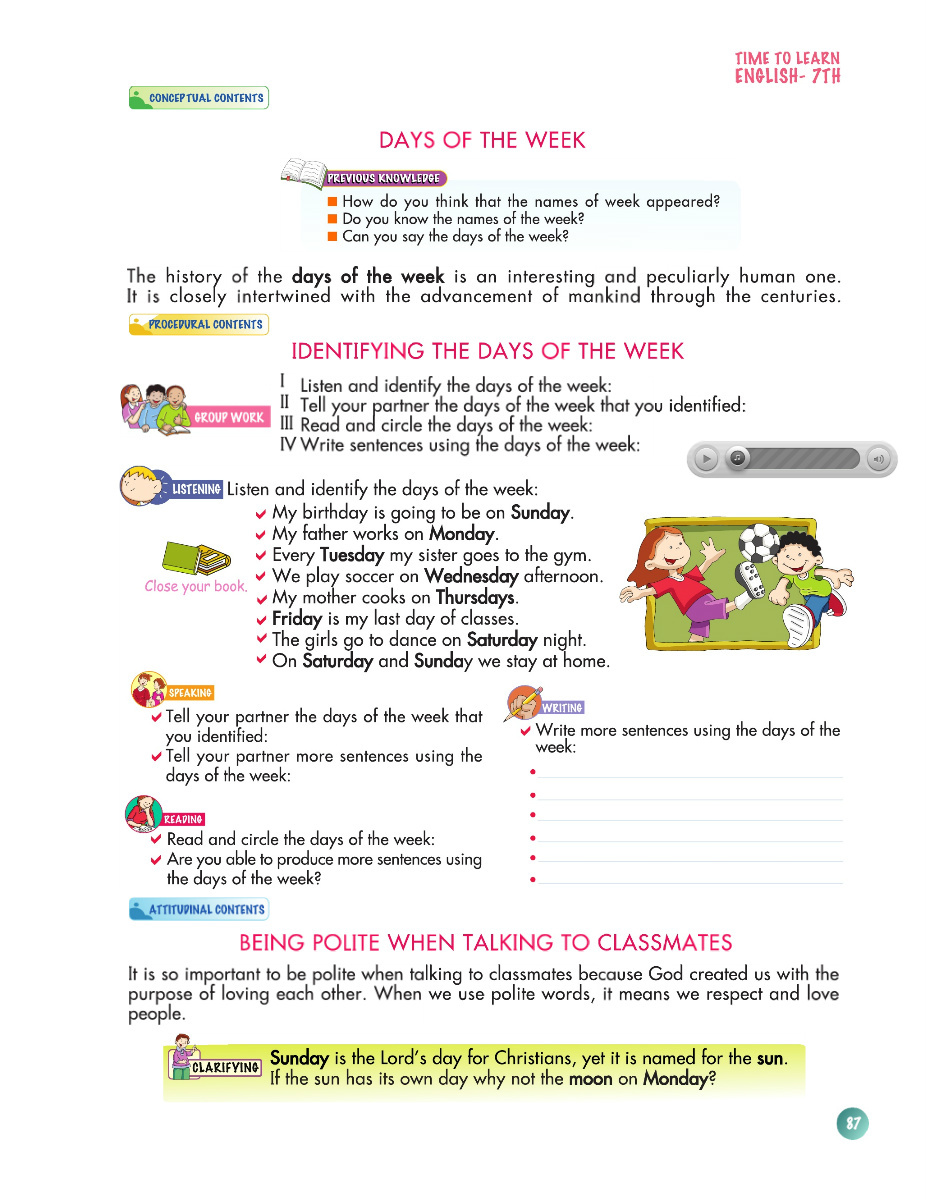 TIME TO LEARN
ENGLISH- 7TH
CONCEPTUAL CONTENTS
DAYS OF THE WEEK
PREVIOUS KNOWLEDGE
How do you think that the names of week appeared?
Do you know the names of the week?
Can you say the days of the week?
The history of the days of the week is an interesting and peculiarly human one.
It is closely intertwined with the advancement of mankind through the centuries.
PROCEDURAL CONTENTS
IDENTIFYING THE DAYS OF THE WEEK
GROUP WORK
I Listen and identify the days of the week:
II Tell your partner the days of the week that you identified:
III Read and circle the days of the week:
IV Write sentences using the days of the week:
LISTENING Listen and identify the days of the week:
My birthday is going to be on Sunday.
My father works on Monday.
Every Tuesday my sister goes to the gym.
We play soccer on Wednesday afternoon.
My mother cooks on Thursdays.
Friday is my last day of classes.
The girls go to dance on Saturday night.
On Saturday and Sunday we stay at home.
Close your book.
SPEAKING
Tell your partner the days of the week that
you identified:
Tell your partner more sentences using the
days of the week:
READING
Read and circle the days of the week:
Are you able to produce more sentences using
the days of the week?
WRITING
Write more sentences using the days of the
week:
ATTITUDINAL CONTENTS
BEING POLITE WHEN TALKING TO CLASSMATES
It is so important to be polite when talking to classmates because God created us with the
purpose of loving each other. When we use polite words, it means we respect and love
people.
CLARIFYING
Sunday is the Lord's day for Christians, yet it is named for the sun.
If the sun has its own day why not the moon on Monday?
87